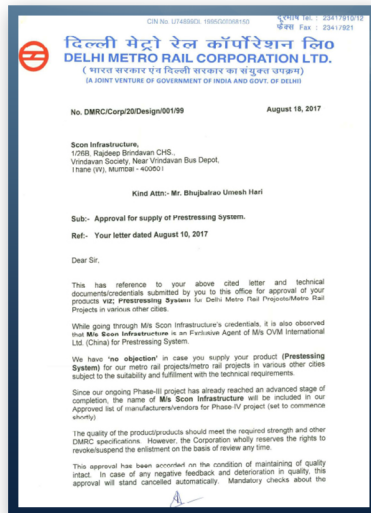 CIN No. U74899DL 1995GOI068150
दूरभाष Tel. : 23417910/12
फैक्स Fax : 23417921
दिल्ली मेट्रो रेल कॉर्पोरेशन लि०
DELHI METRO RAIL CORPORATION LTD.
( भारत सरकार एंव दिल्ली सरकार का संयुक्त उपक्रम)
(A JOINT VENTURE OF GOVERNMENT OF INDIA AND GOVT. OF DELHI)
No. DMRC/Corp/20/Design/001/99
August 18, 2017
Scon Infrastructure,
1/26B, Rajdeep Brindavan CHS.,
Vrindavan Society, Near Vrindavan Bus Depot,
Thane (W), Mumbai - 400601
Kind Attn:- Mr. Bhujbalrao Umesh Hari
Sub:- Approval for supply of Prestressing System.
Ref:- Your letter dated August 10, 2017
Dear Sir,
This has reference to your above cited letter and technical
documents/credentials submitted by you to this office for approval of your
products viz; Prestressing System for Delhi Metro Rail Projects/Metro Rail
Projects in various other cities.
While going through M/s Scon Infrastructure's credentials, it is also observed
that M/s Scon Infrastructure is an Exclusive Agent of M/s OVM International
Ltd. (China) for Prestressing System.
We have 'no objection' in case you supply your product (Prestessing
System) for our metro rail projects/metro rail projects in various other cities
subject to the suitability and fulfillment with the technical requirements.
Since our ongoing Phase-III project has already reached an advanced stage of
completion, the name of M/s Scon Infrastructure will be included in our
Approved list of manufacturers/vendors for Phase-IV project (set to commence
shortly)
The quality of the product/products should meet the required strength and other
DMRC specifications. However, the Corporation wholly reserves the rights to
revoke/suspend the enlistment on the basis of review any time.
This approval has been accorded on the condition of maintaining of quality
intact. In case of any negative feedback and deterioration in quality, this
approval will stand cancelled automatically. Mandatory checks about the